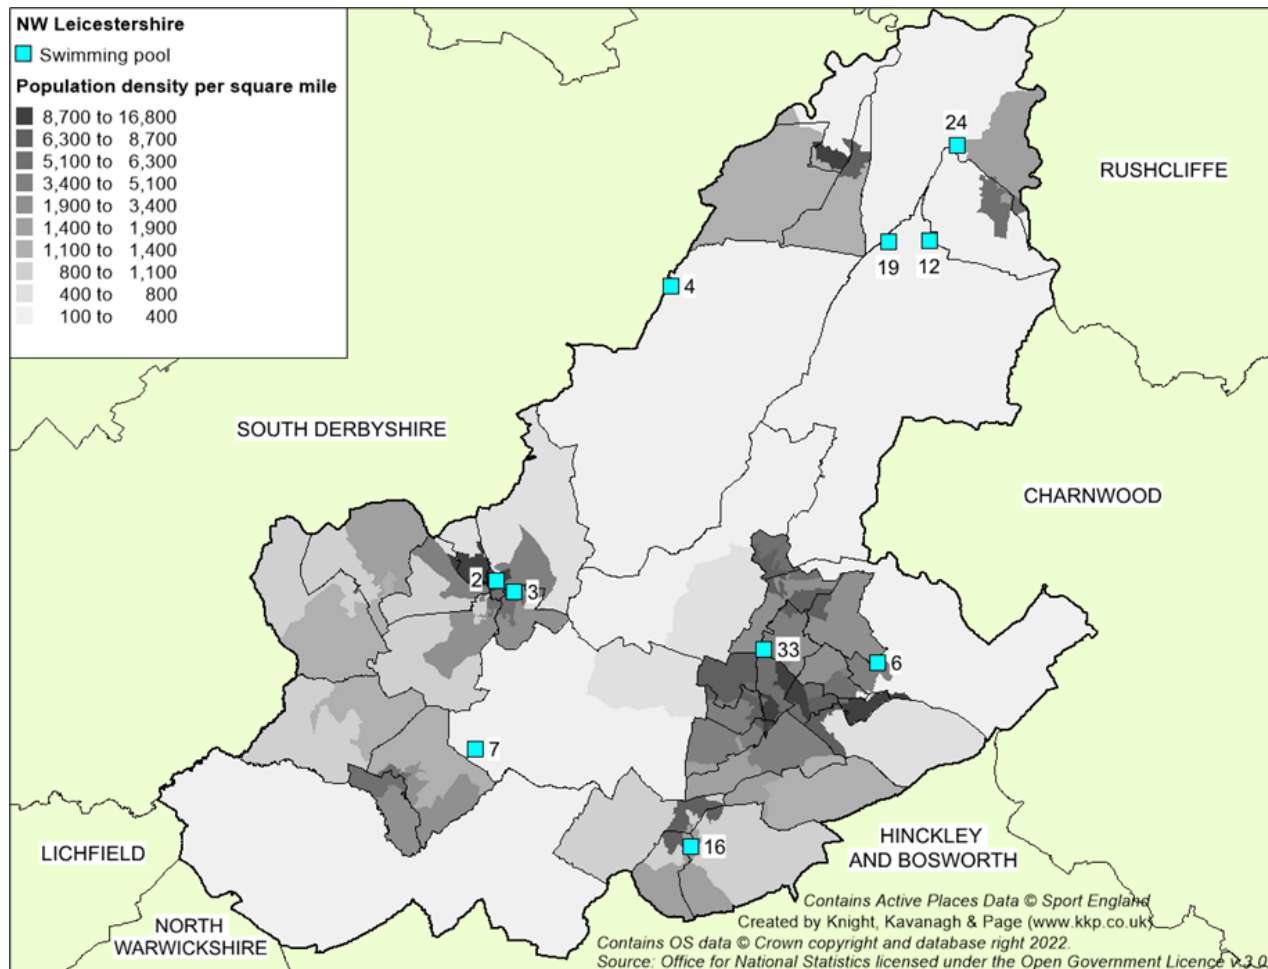 NW Leicestershire
Swimming pool
Population density per square mile
8,700 to 16,800
6,300 to 8,700
5,100 to 6,300
3,400 to 5,100
1,900 to 3,400
1,400 to 1,900
1,100 to 1,400
800 to 1,100
400 to 800
100 to 400
24
RUSHCLIFFE
19
12
4
SOUTH DERBYSHIRE
CHARNWOOD
2
3
33
6
7
16
LICHFIELD
HINCKLEY
AND BOSWORTH
NORTH
WARWICKSHIRE
Contains Active Places Data © Sport England
Created by Knight, Kavanagh & Page (www.kkp.co.uk)
Contains OS data © Crown copyright and database right 2022.
Source: Office for National Statistics licensed under the Open Government Licence v.3.0